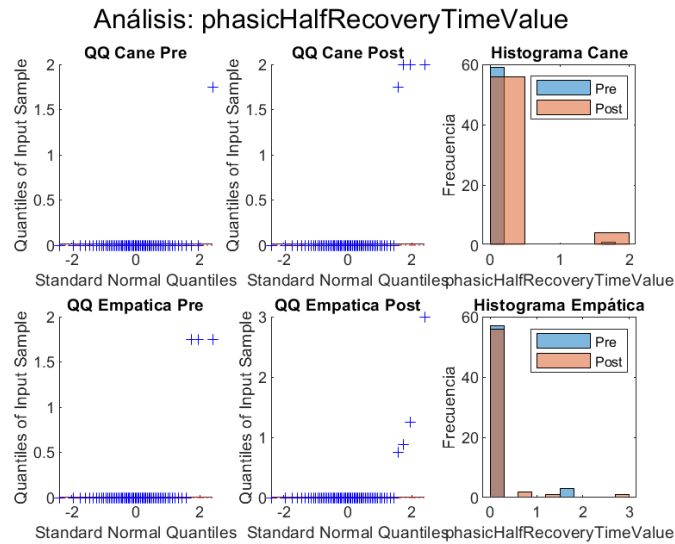 Análisis: phasicHalfRecoveryTimeValue
QQ Cane Pre
Quantiles of Input Sample
2
1.5
1
0.5
0
-2 0 2
Standard Normal Quantiles
QQ Cane Post
Quantiles of Input Sample
2
1.5
1
0.5
0
-2 0 2
Standard Normal Quantiles
Histograma Cane
Frecuencia
60
40
20
0
0 1 2
phasicHalfRecoveryTimeValue
Pre
Post
QQ Empatica Pre
Quantiles of Input Sample
2
1.5
1
0.5
0
-2 0 2
Standard Normal Quantiles
QQ Empatica Post
Quantiles of Input Sample
3
2
1
0
-2 0 2
Standard Normal Quantiles
Histograma Empática
Frecuencia
60
40
20
0
0 1 2 3
phasicHalfRecoveryTimeValue
Pre
Post